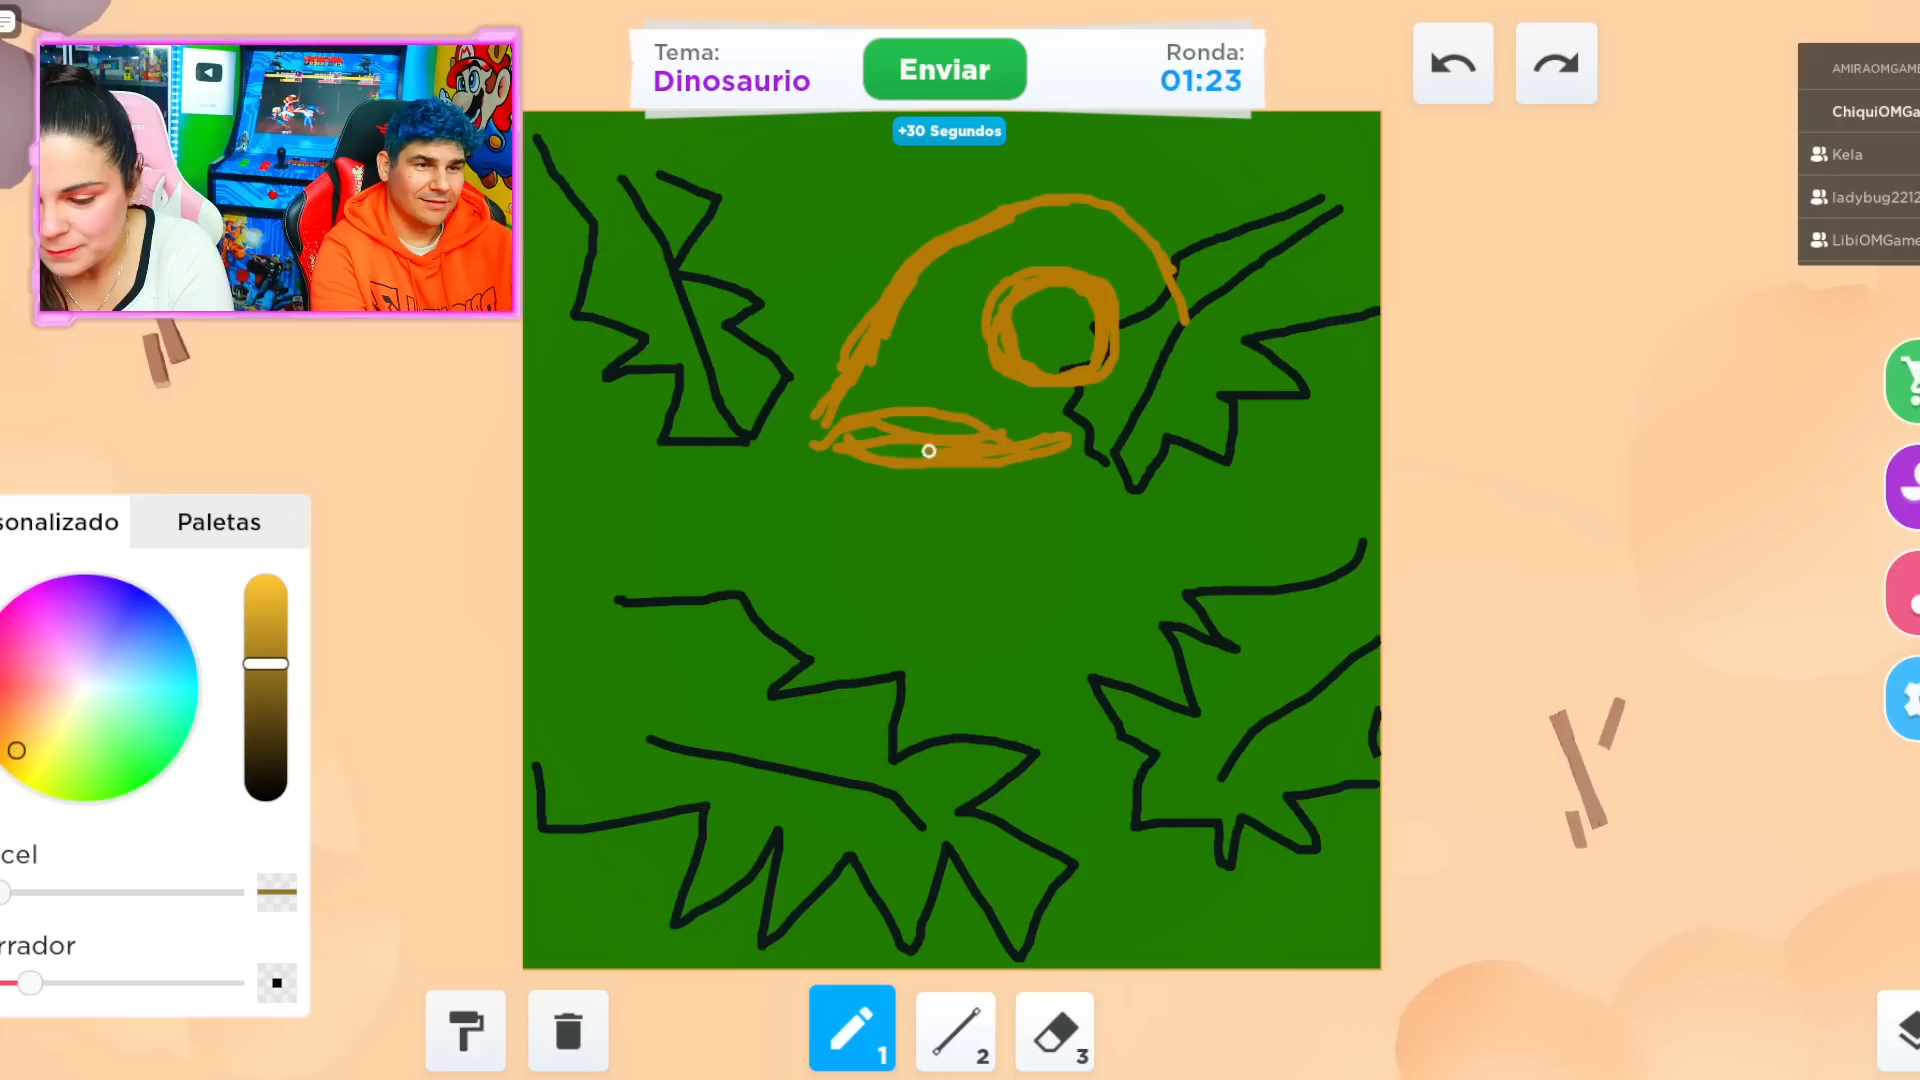 Tema:
Dinosaurio
Enviar
Ronda:
01:23
+30 Segundos
AMIRAOMGAME
ChiquiOMGa
Kela
ladybug2212
LibiOMGame
sonalizado
Paletas
cel
rrador
1
2
3